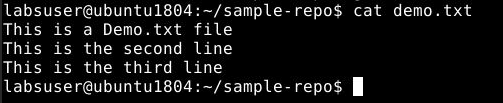 labsuser@ubuntu1804:~/sample-repo$ cat demo.txt
This is a Demo.txt file
This is the second line
This is the third line
labsuser@ubuntu1804:~/sample-repo$